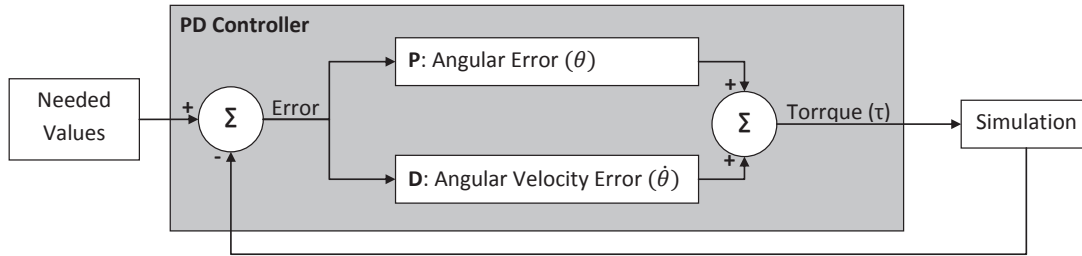 PD Controller
P: Angular Error (θ)
Needed
Values
+
Σ
-
Error
+
Σ
+
Torrque (τ)
Simulation
D: Angular Velocity Error (θ̇)